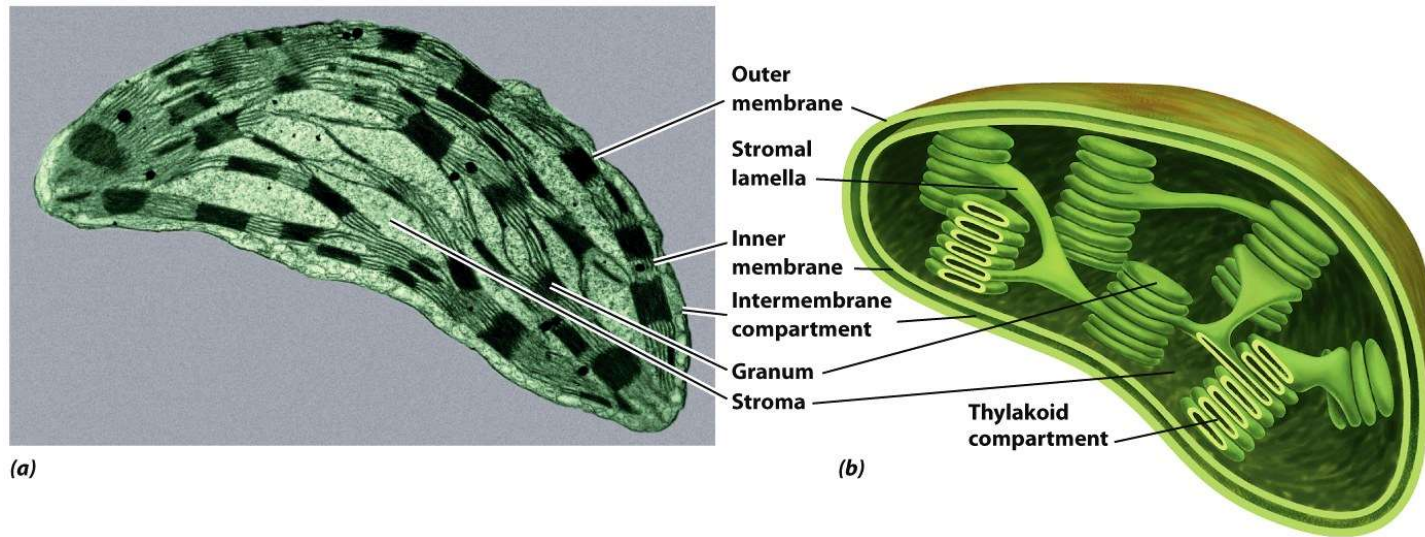 Outer
membrane
Stromal
lamella
Inner
membrane
Intermembrane
compartment
Granum
Stroma
Thylakoid
compartment
(a)
(b)